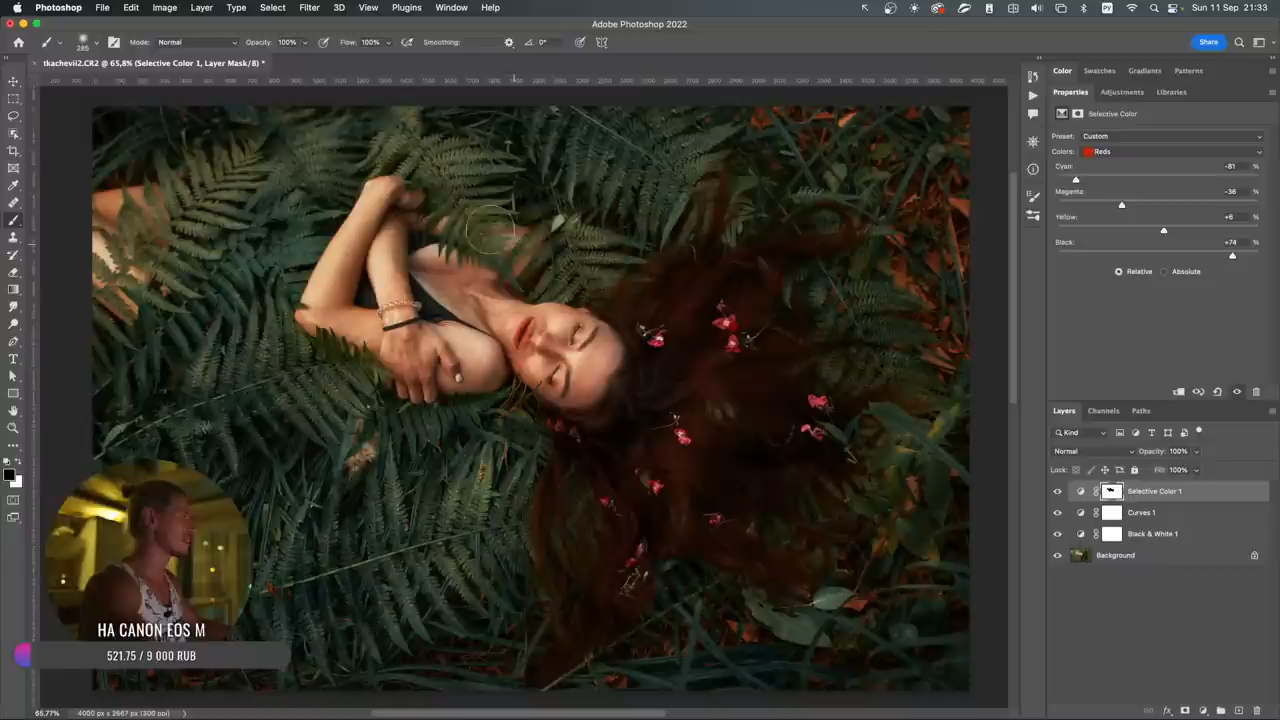 Photoshop File Edit Image Layer Type Select Filter 3D View Plugins Window Help Sun 11 Sep 21:33
Adobe Photoshop 2022
285 Mode: Normal Opacity: 100% Flow: 100% Smoothing: 0° Share
tkachevii2.CR2 @ 65,8% (Selective Color 1, Layer Mask/8) *
Color Swatches Gradients Patterns
Properties Adjustments Libraries
Selective Color
Preset: Custom
Colors: Reds
Cyan: -81 %
Magenta: -36 %
Yellow: +6 %
Black: +74 %
Relative Absolute
Layers Channels Paths
Kind
Normal Opacity: 100%
Lock: Fill: 100%
Selective Color 1
Curves 1
Black & White 1
Background
НА CANON EOS M
521.75 / 9 000 RUB
65,77% 4000 px x 2667 px (300 ppi)